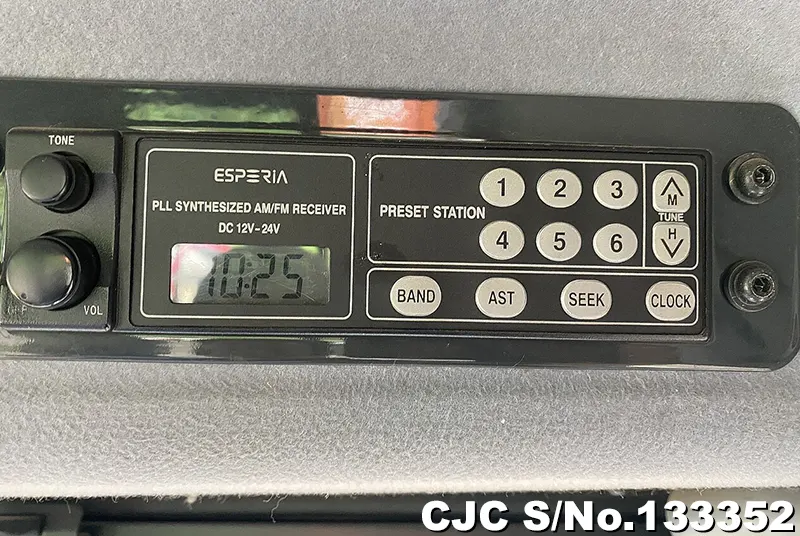 TONE
VOL
ESPERIA
PLL SYNTHESIZED AM/FM RECEIVER
DC 12V-24V
10:25
PRESET STATION
1 2 3
4 5 6
M
TUNE
H
BAND AST SEEK CLOCK
CJC S/No.133352